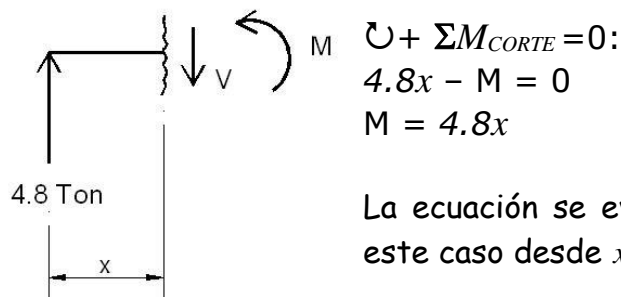 M
V
4.8 Ton
x
↻+ ΣM_CORTE =0:
4.8x – M = 0
M = 4.8x
La ecuación se
este caso desde x